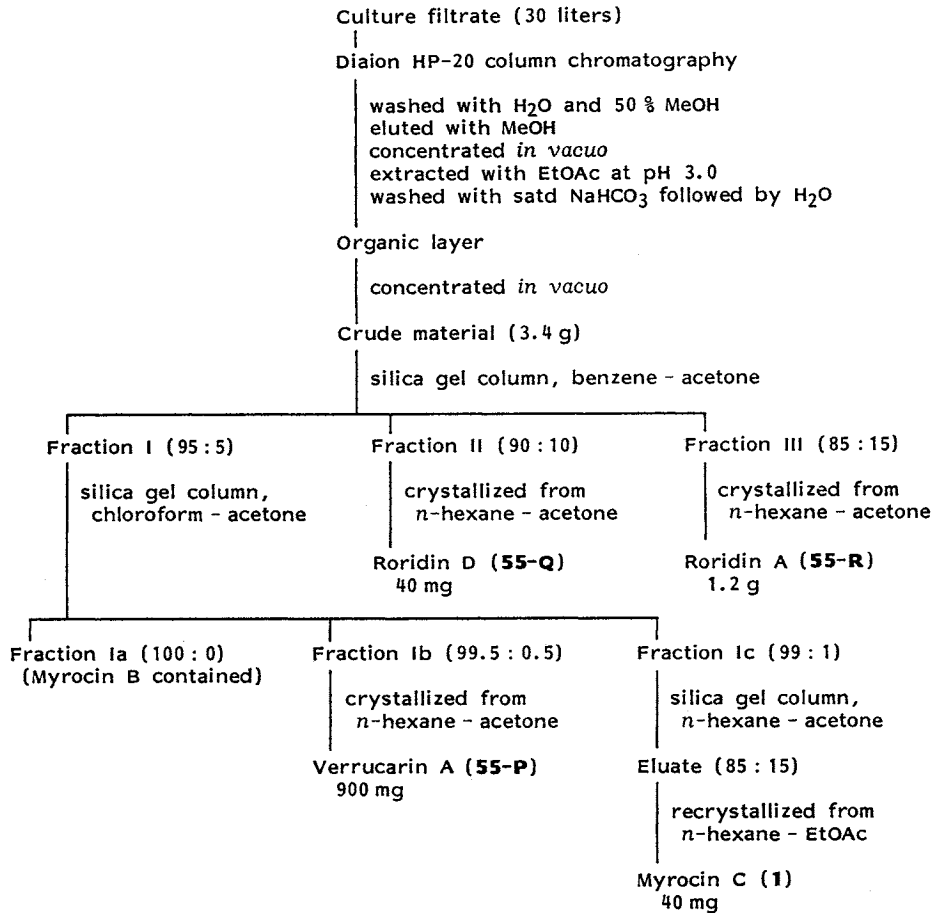 Culture filtrate (30 liters)
Diaion HP-20 column chromatography
washed with H2O and 50 % MeOH
eluted with MeOH
concentrated in vacuo
extracted with EtOAc at pH 3.0
washed with satd NaHCO3 followed by H2O
Organic layer
concentrated in vacuo
Crude material (3.4 g)
silica gel column, benzene - acetone
Fraction I (95 : 5)
silica gel column,
chloroform - acetone
Fraction II (90 : 10)
crystallized from
n-hexane - acetone
Roridin D (55-Q)
40 mg
Fraction III (85 : 15)
crystallized from
n-hexane - acetone
Roridin A (55-R)
1.2 g
Fraction Ia (100 : 0)
(Myrocin B contained)
Fraction Ib (99.5 : 0.5)
crystallized from
n-hexane - acetone
Verrucarin A (55-P)
900 mg
Fraction Ic (99 : 1)
silica gel column,
n-hexane - acetone
Eluate (85 : 15)
recrystallized from
n-hexane - EtOAc
Myrocin C (1)
40 mg